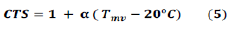 CTS = 1 + α ( Tmv − 20°C) (5)